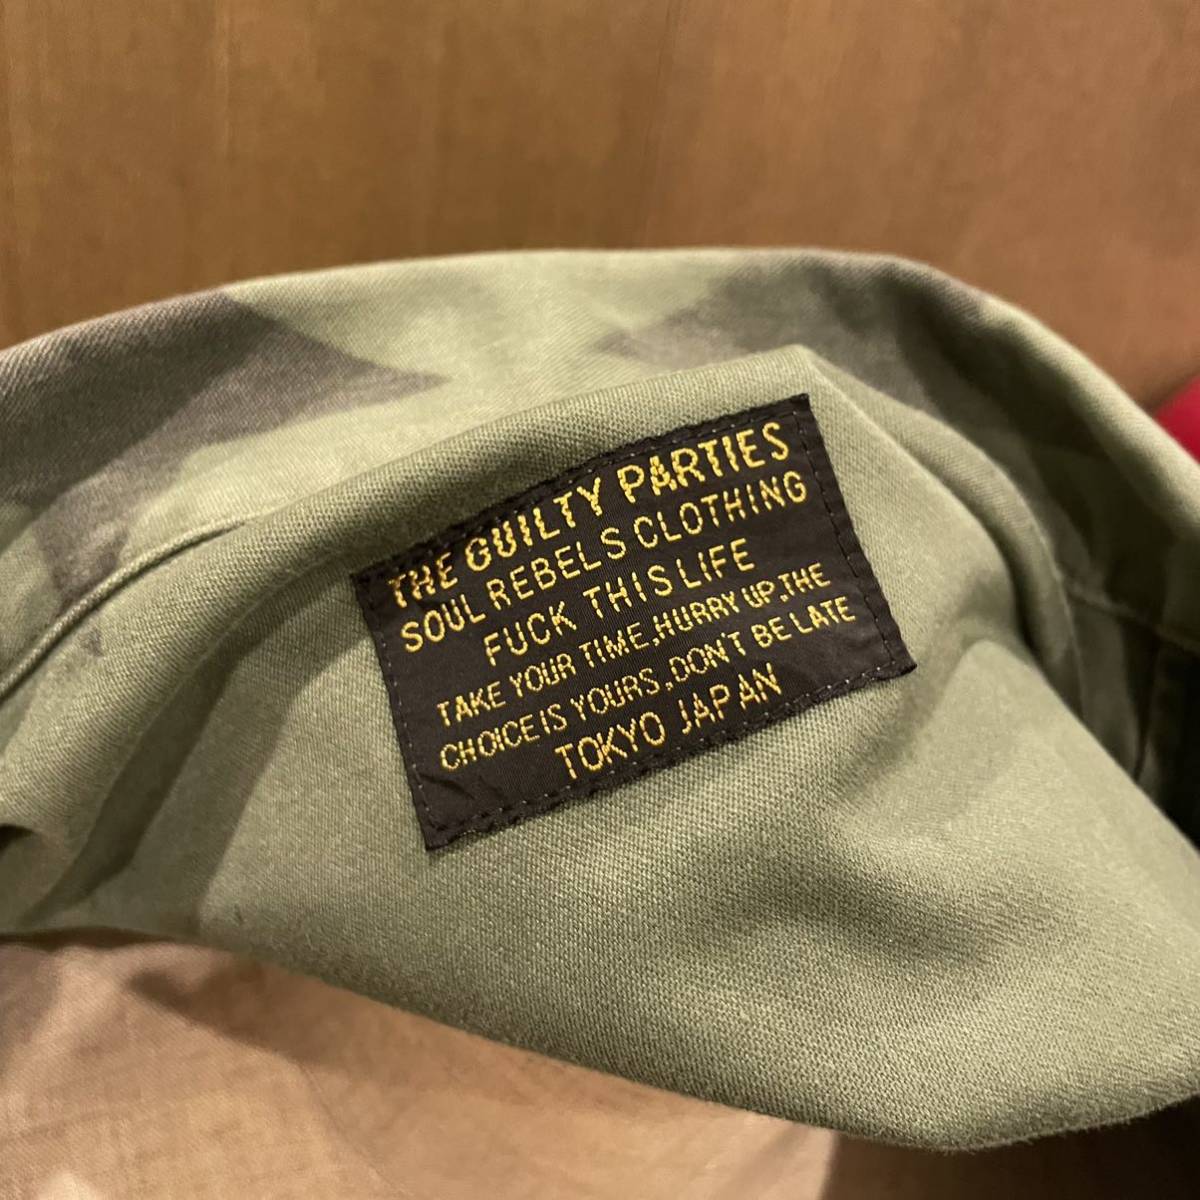 THE GUILTY PARTIES
SOUL REBELS CLOTHING
FUCK THIS LIFE
TAKE YOUR TIME,HURRY UP,THE
CHOICE IS YOURS,DON'T BE LATE
TOKYO JAPAN